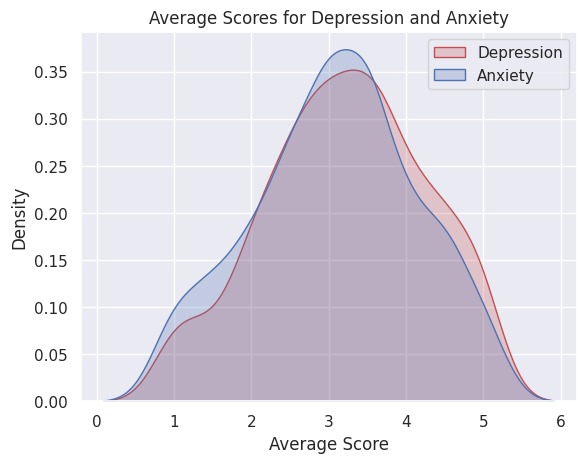 Average Scores for Depression and Anxiety
Depression
Anxiety
0.35
0.30
0.25
0.20
0.15
0.10
0.05
0.00
Density
0 1 2 3 4 5 6
Average Score